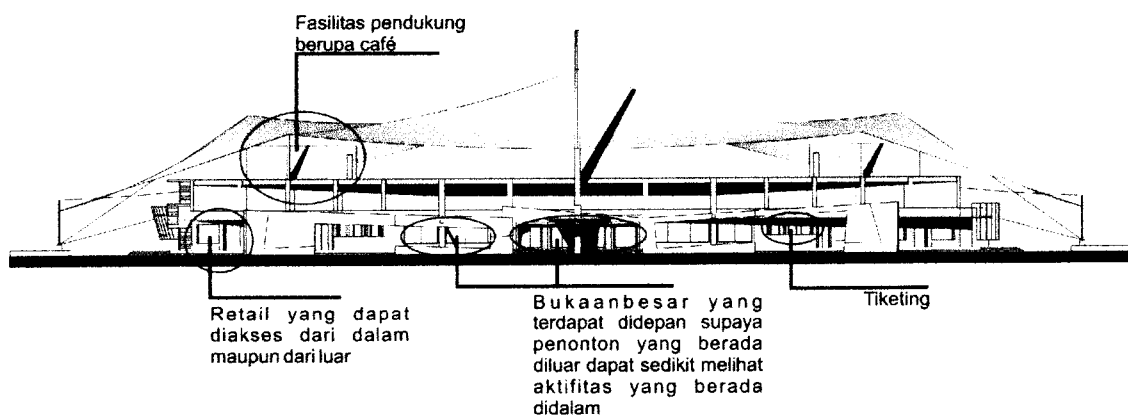 Fasilitas pendukung
berupa café
Retail yang dapat
diakses dari dalam
maupun dari luar
Bukaanbesar yang
terdapat didepan supaya
penonton yang berada
diluar dapat sedikit melihat
aktifitas yang berada
didalam
Tiketing